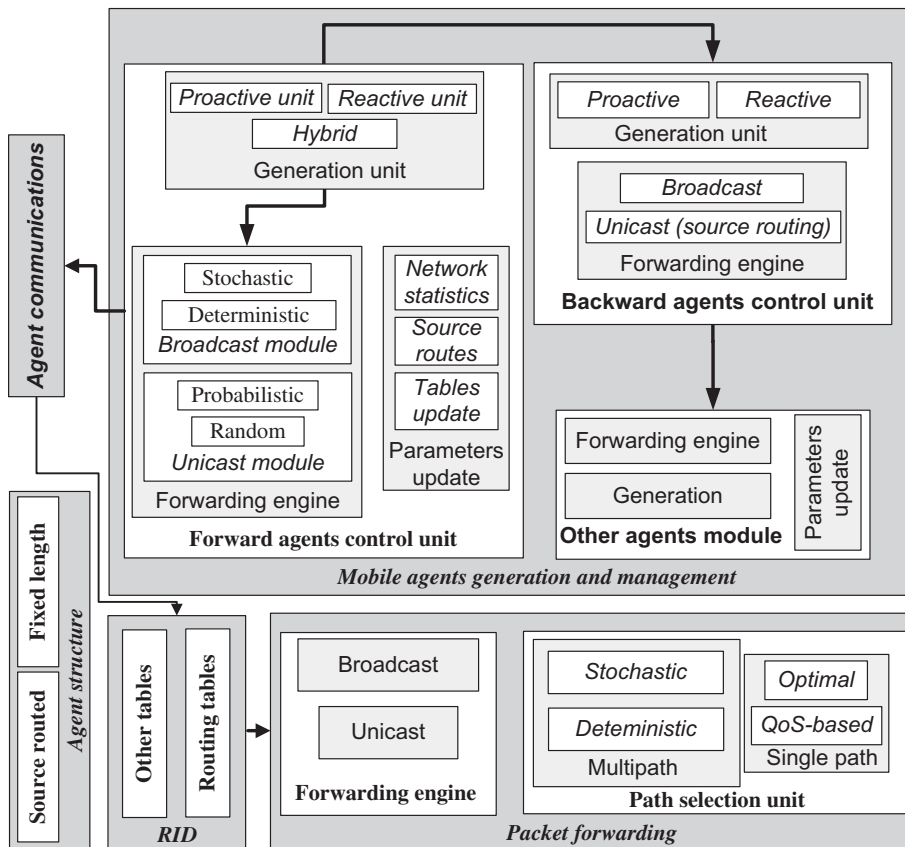 Proactive unit
Reactive unit
Hybrid
Generation unit
Proactive
Reactive
Generation unit
Broadcast
Unicast (source routing)
Forwarding engine
Backward agents control unit
Agent communications
Stochastic
Deterministic
Broadcast module
Probabilistic
Random
Unicast module
Forwarding engine
Network
statistics
Source
routes
Tables
update
Parameters
update
Forward agents control unit
Forwarding engine
Generation
Other agents module
Parameters
update
Mobile agents generation and management
Fixed length
Source routed
Agent structure
Other tables
Routing tables
RID
Broadcast
Unicast
Forwarding engine
Stochastic
Deteministic
Multipath
Optimal
QoS-based
Single path
Path selection unit
Packet forwarding